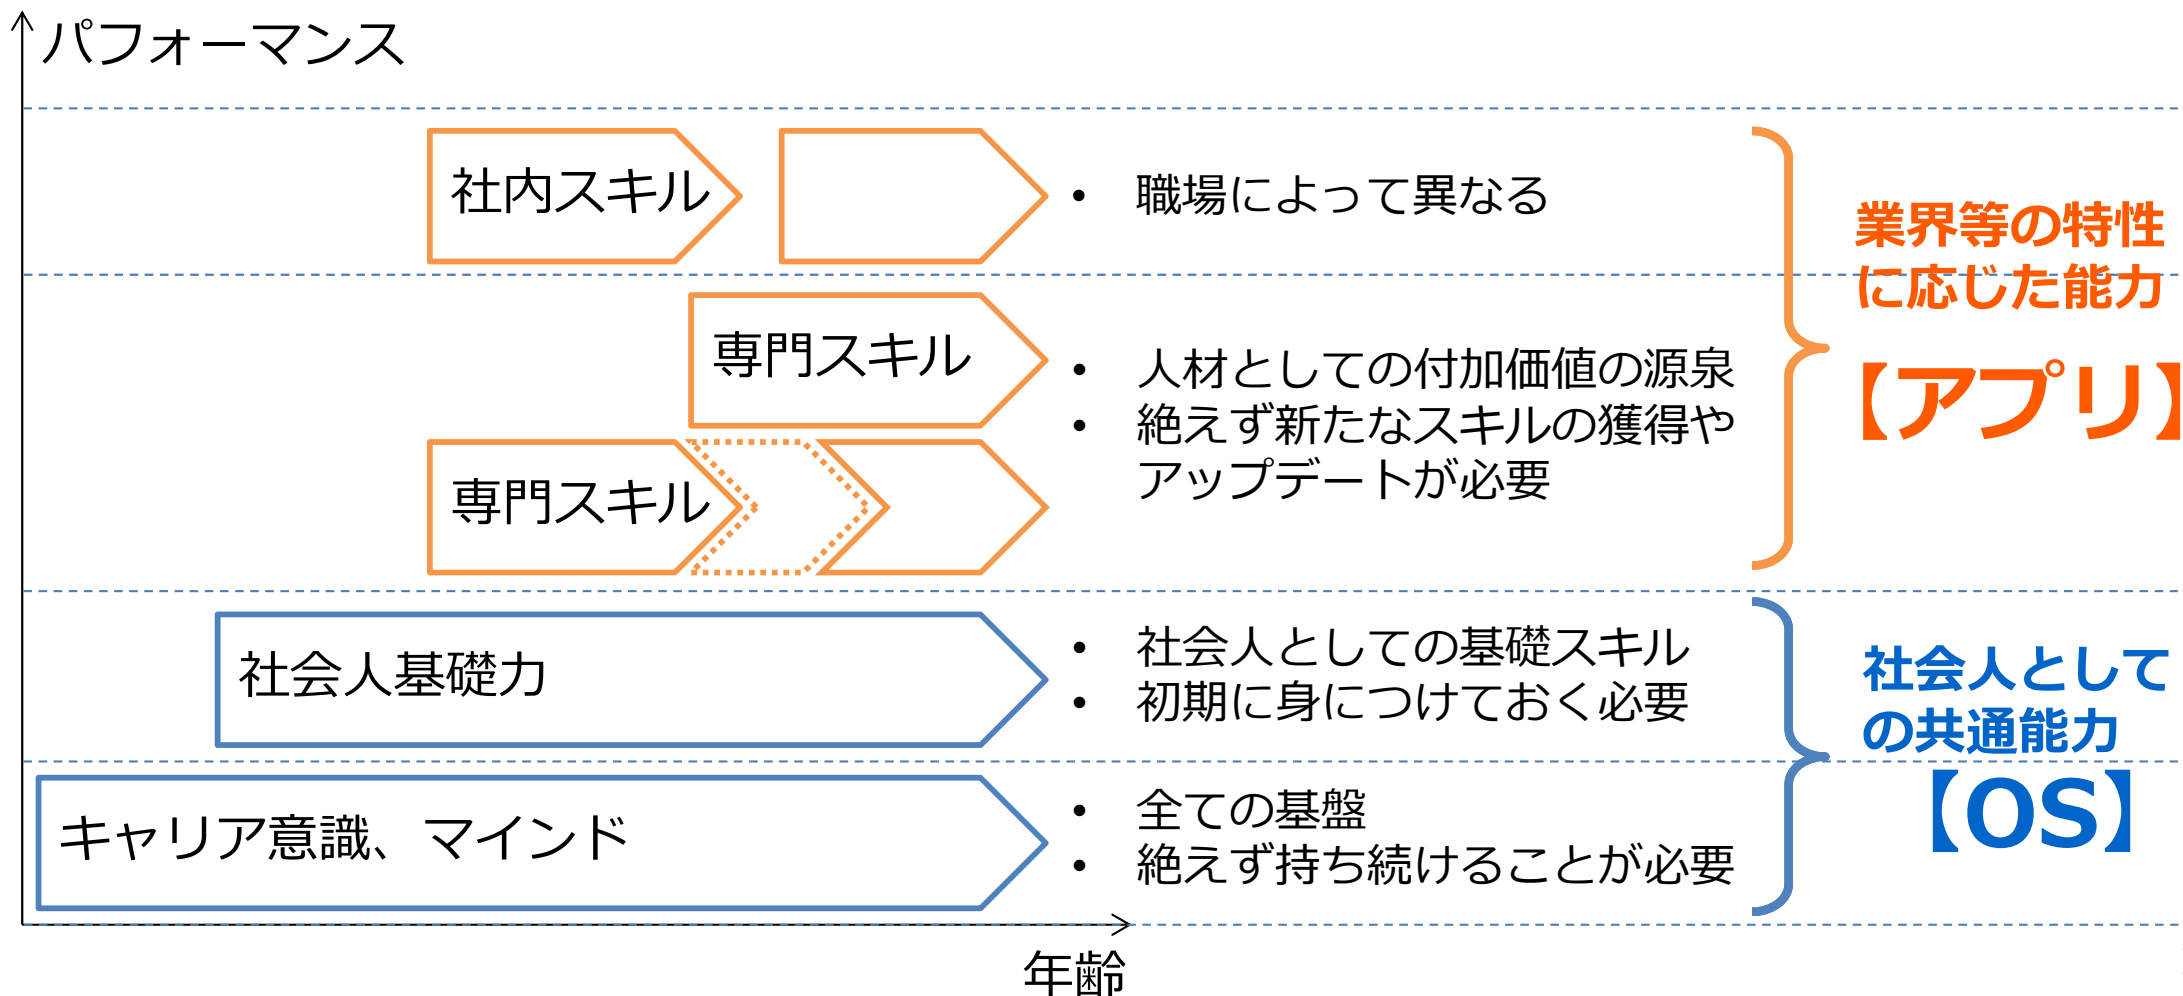 パフォーマンス
社内スキル
• 職場によって異なる
専門スキル
専門スキル
• 人材としての付加価値の源泉
• 絶えず新たなスキルの獲得や
アップデートが必要
業界等の特性
に応じた能力
【アプリ】
社会人基礎力
• 社会人としての基礎スキル
• 初期に身につけておく必要
キャリア意識、マインド
• 全ての基盤
• 絶えず持ち続けることが必要
社会人として
の共通能力
【OS】
年齢